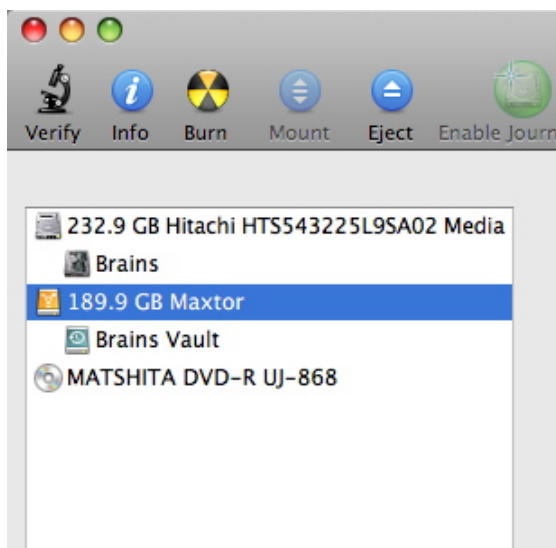 Verify Info Burn Mount Eject Enable Journ
232.9 GB Hitachi HTS543225L9SA02 Media
Brains
189.9 GB Maxtor
Brains Vault
MATSHITA DVD-R UJ-868